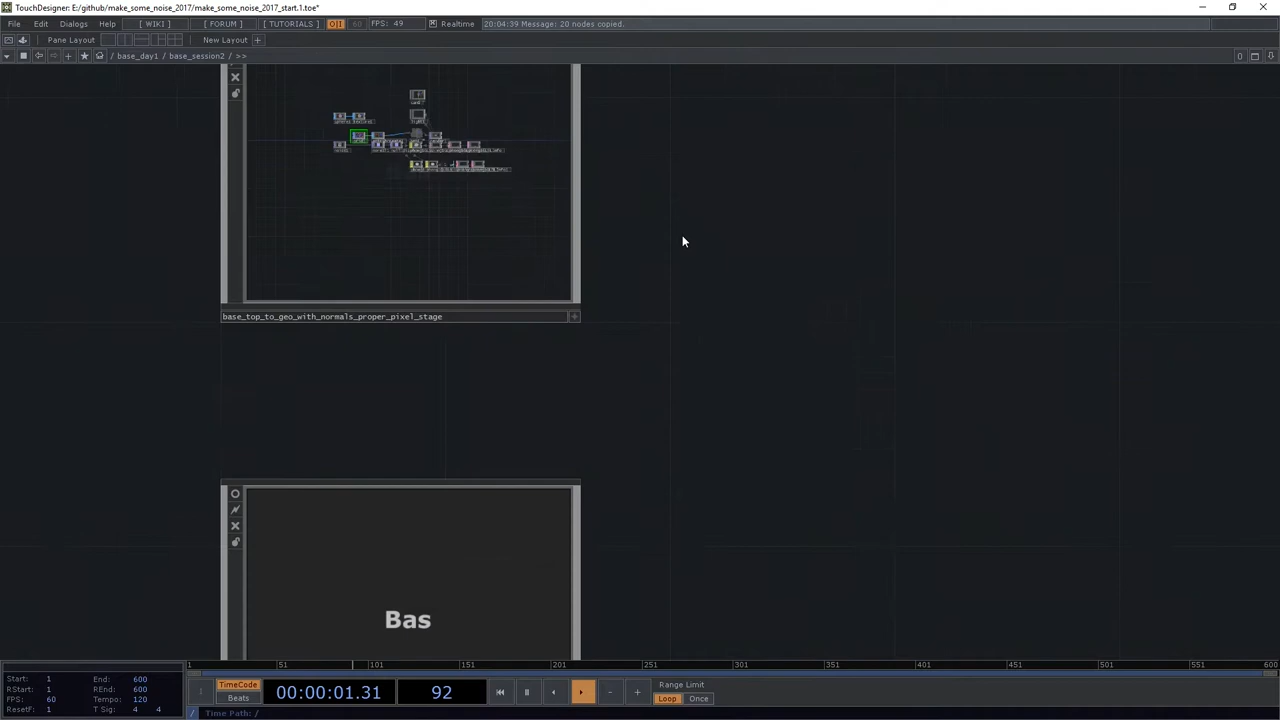 TouchDesigner: E:/github/make_some_noise_2017/make_some_noise_2017_start.1.toe*
File Edit Dialogs Help [ WIKI ] [ FORUM ] [ TUTORIALS ] O|I 60 FPS: 49 Realtime 20:04:39 Message: 20 nodes copied.
Pane Layout New Layout +
/ base_day1 / base_session2 / >> 0
base_top_to_geo_with_normals_proper_pixel_stage
Bas
1 51 101 151 201 251 301 351 401 451 501 551 600
Start: 1 End: 600
RStart: 1 REnd: 600
FPS: 60 Tempo: 120
ResetF: 1 T Sig: 4 4
TimeCode
Beats
00:00:01.31
92
Range Limit
Loop Once
/ Time Path: /